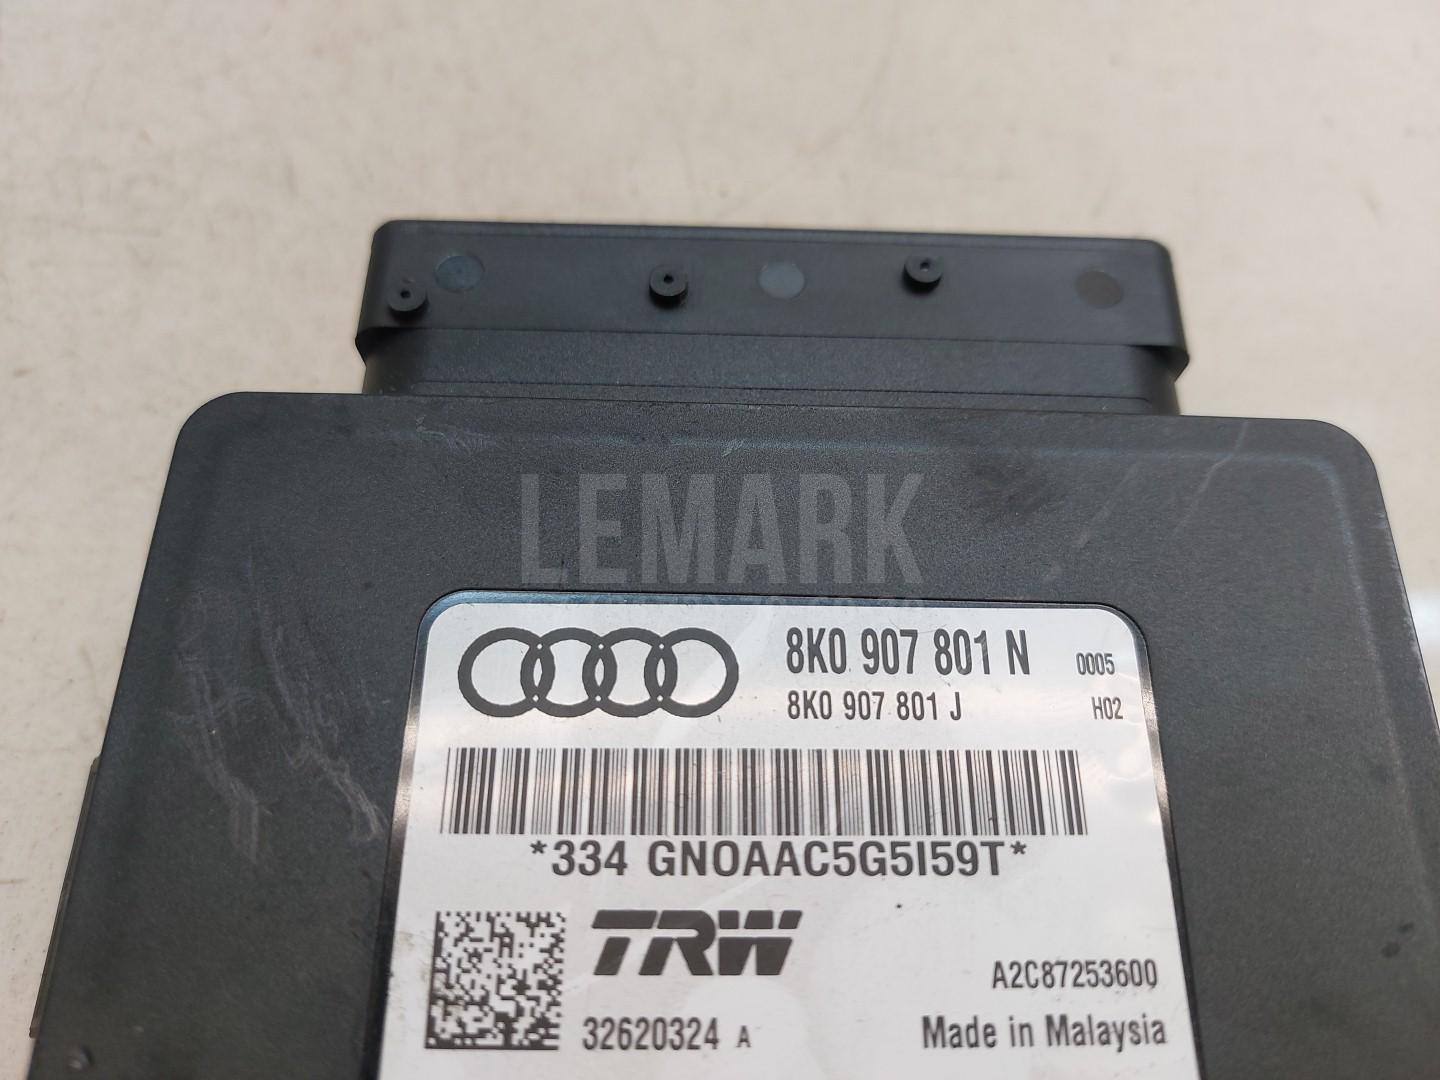 LEMARK
8K0 907 801 N 0005
8K0 907 801 J H02
*334 GNOAAC5G5I59T*
TRW
A2C87253600
32620324 A
Made in Malaysia